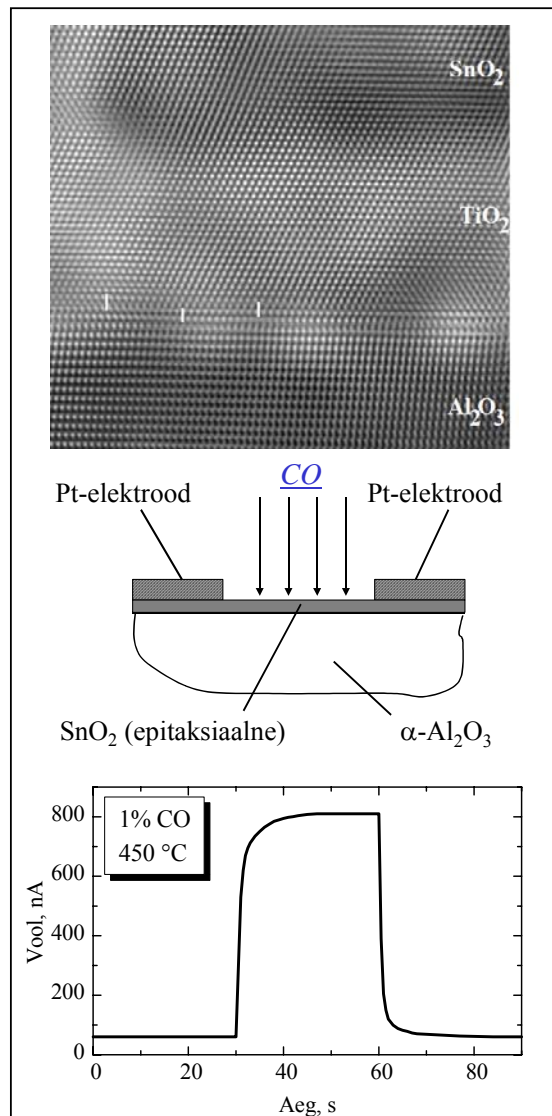 SnO₂
TiO₂
Al₂O₃
CO
Pt-elektrood Pt-elektrood
SnO₂ (epitaksiaalne) α-Al₂O₃
1% CO
450 °C
Vool, nA
800
600
400
200
0
0 20 40 60 80
Aeg, s